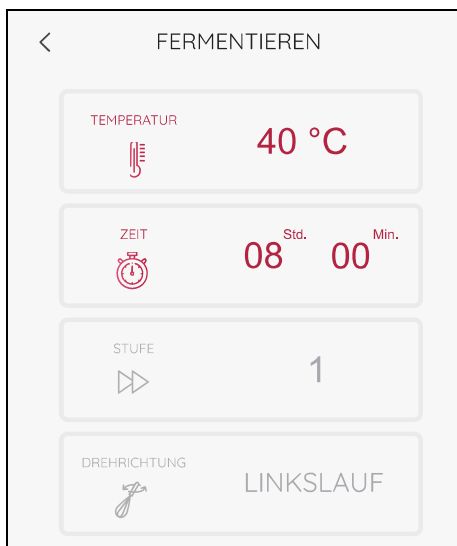 FERMENTIEREN
TEMPERATUR
40 °C
ZEIT
08 Std. 00 Min.
STUFE
1
DREHRICHTUNG
LINKSLAUF